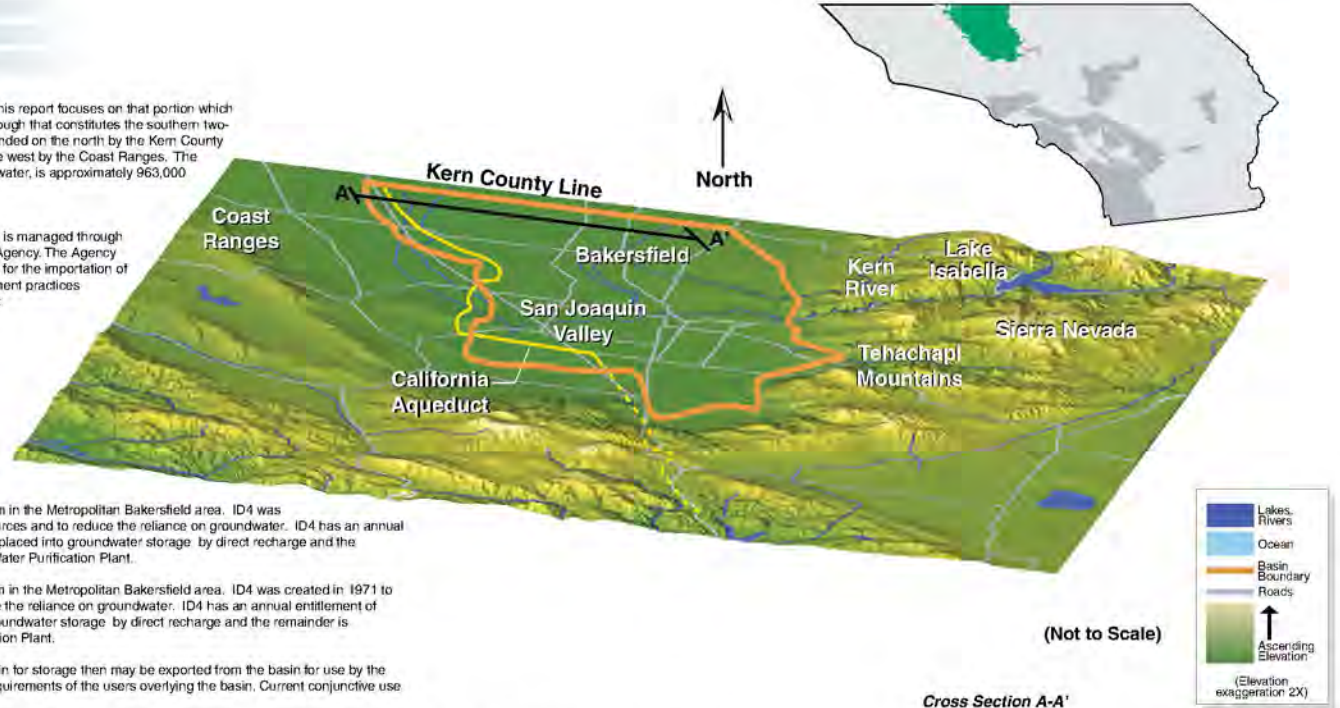 his report focuses on that portion which
ough that constitutes the southern two-
nded on the north by the Kern County
e west by the Coast Ranges. The
water, is approximately 963,000
is managed through
Agency. The Agency
for the importation of
ment practices
Kern County Line
North
A
A'
Coast
Ranges
Bakersfield
Kern
River
Lake
Isabella
San Joaquin
Valley
Sierra Nevada
California
Aqueduct
Tehachapi
Mountains
n in the Metropolitan Bakersfield area. ID4 was
rces and to reduce the reliance on groundwater. ID4 has an annual
placed into groundwater storage by direct recharge and the
Water Purification Plant.
n in the Metropolitan Bakersfield area. ID4 was created in 1971 to
e the reliance on groundwater. ID4 has an annual entitlement of
oundwater storage by direct recharge and the remainder is
tion Plant.
in for storage then may be exported from the basin for use by the
quirements of the users overlying the basin. Current conjunctive use
(Not to Scale)
Lakes,
Rivers
Ocean
Basin
Boundary
Roads
Ascending
Elevation
(Elevation
exaggeration 2X)
Cross Section A-A'